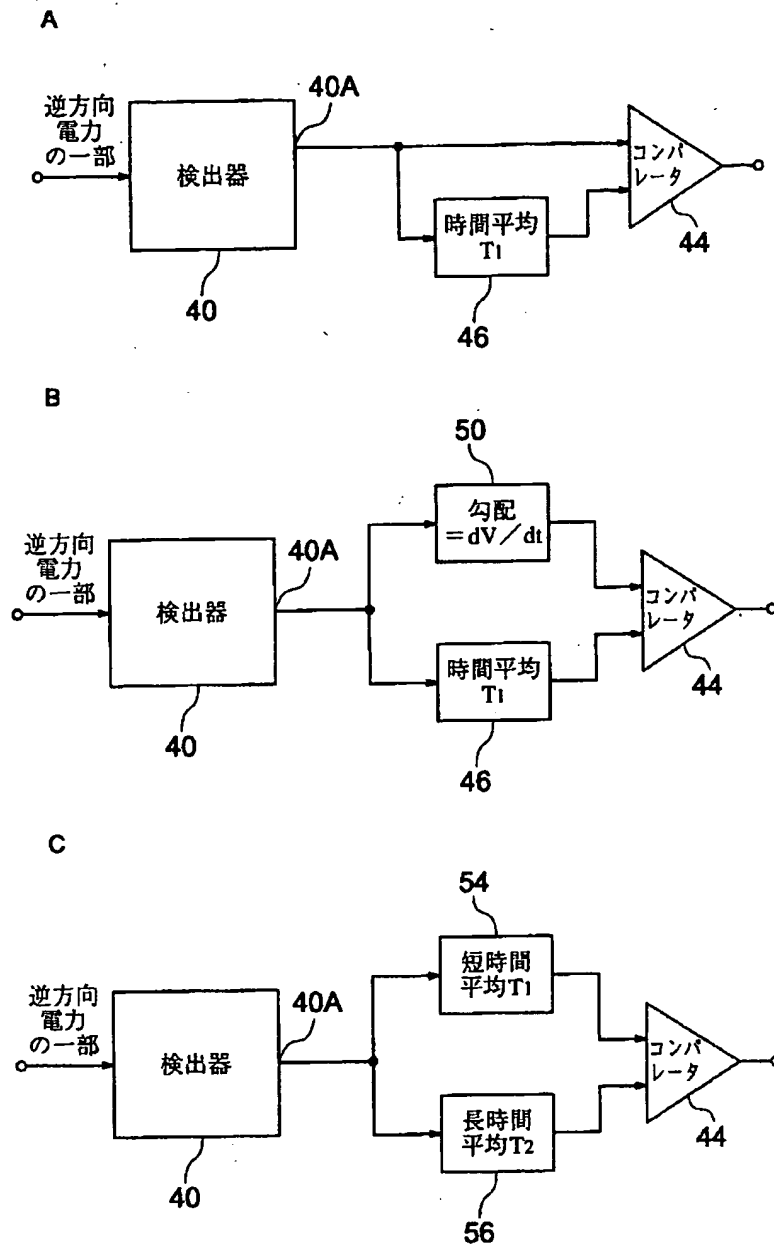 A
逆方向
電力
の一部
検出器
40A
40
時間平均
T1
46
コンパ
レータ
44
B
逆方向
電力
の一部
検出器
40A
40
50
勾配
=dV/dt
時間平均
T1
46
コンパ
レータ
44
C
逆方向
電力
の一部
検出器
40A
40
54
短時間
平均T1
長時間
平均T2
56
コンパ
レータ
44